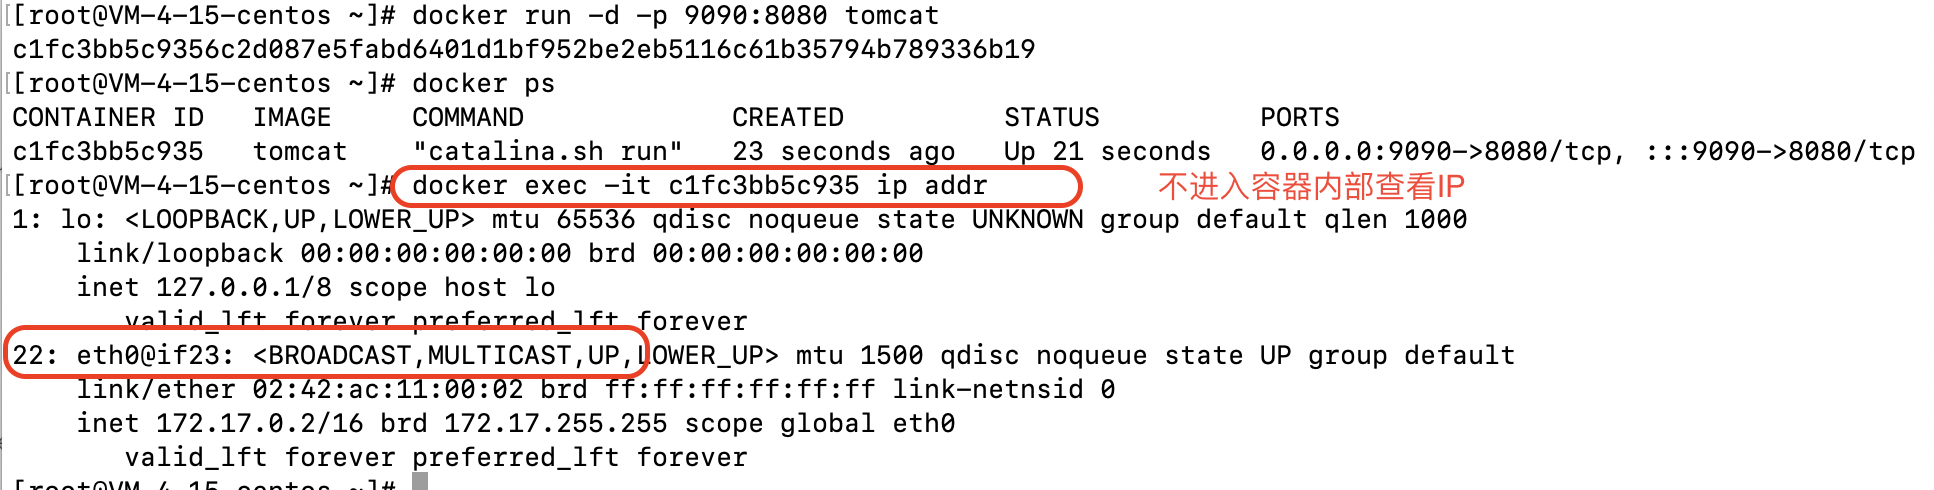 [[root@VM-4-15-centos ~]# docker run -d -p 9090:8080 tomcat
c1fc3bb5c9356c2d087e5fabd6401d1bf952be2eb5116c61b35794b789336b19
[[root@VM-4-15-centos ~]# docker ps
CONTAINER ID   IMAGE     COMMAND             CREATED          STATUS          PORTS
c1fc3bb5c935   tomcat    "catalina.sh run"   23 seconds ago   Up 21 seconds   0.0.0.0:9090->8080/tcp, :::9090->8080/tcp
[[root@VM-4-15-centos ~]# docker exec -it c1fc3bb5c935 ip addr 不进入容器内部查看IP
1: lo: <LOOPBACK,UP,LOWER_UP> mtu 65536 qdisc noqueue state UNKNOWN group default qlen 1000
    link/loopback 00:00:00:00:00:00 brd 00:00:00:00:00:00
    inet 127.0.0.1/8 scope host lo
       valid_lft forever preferred_lft forever
22: eth0@if23: <BROADCAST,MULTICAST,UP,LOWER_UP> mtu 1500 qdisc noqueue state UP group default
    link/ether 02:42:ac:11:00:02 brd ff:ff:ff:ff:ff:ff link-netnsid 0
    inet 172.17.0.2/16 brd 172.17.255.255 scope global eth0
       valid_lft forever preferred_lft forever
[root@VM-4-15-centos ~]#